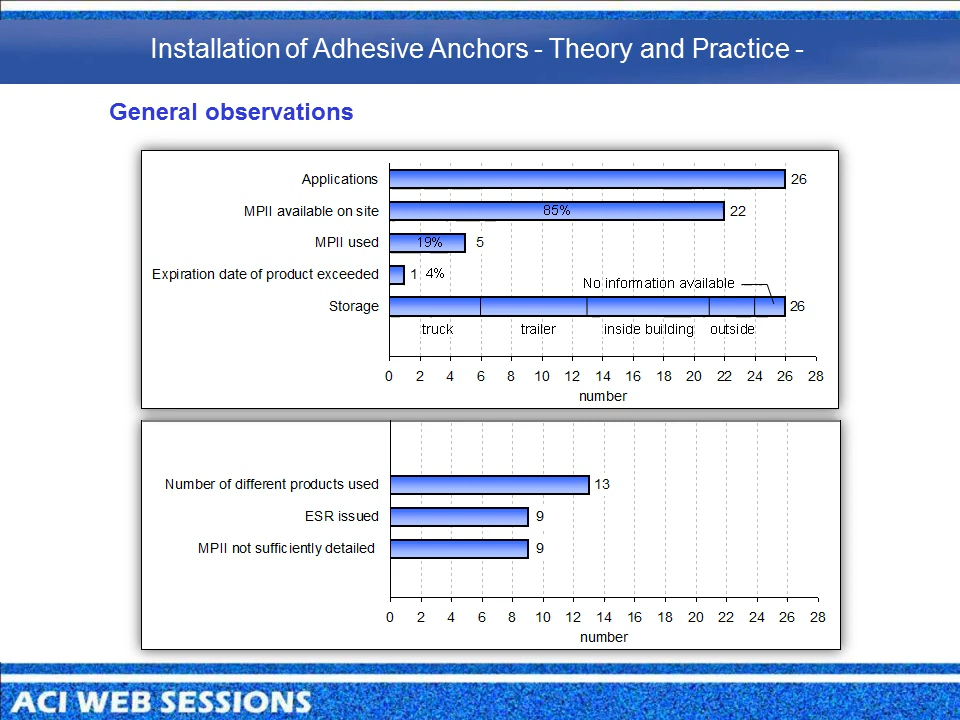 Installation of Adhesive Anchors - Theory and Practice -
General observations
Applications 26
MPII available on site 85% 22
MPII used 19% 5
Expiration date of product exceeded 1 4%
No information available
Storage 26
truck trailer inside building outside
0 2 4 6 8 10 12 14 16 18 20 22 24 26 28
number
Number of different products used 13
ESR issued 9
MPII not sufficiently detailed 9
0 2 4 6 8 10 12 14 16 18 20 22 24 26 28
number
ACI WEB SESSIONS